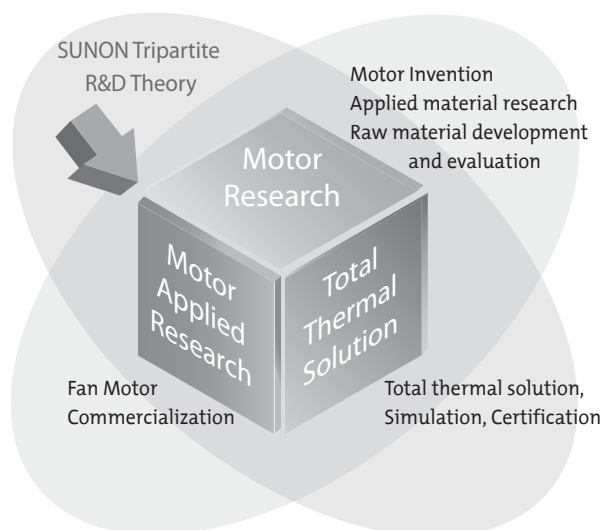 SUNON Tripartite
R&D Theory
Motor Invention
Applied material research
Raw material development
and evaluation
Motor
Research
Motor
Applied
Research
Total
Thermal
Solution
Fan Motor
Commercialization
Total thermal solution,
Simulation, Certification